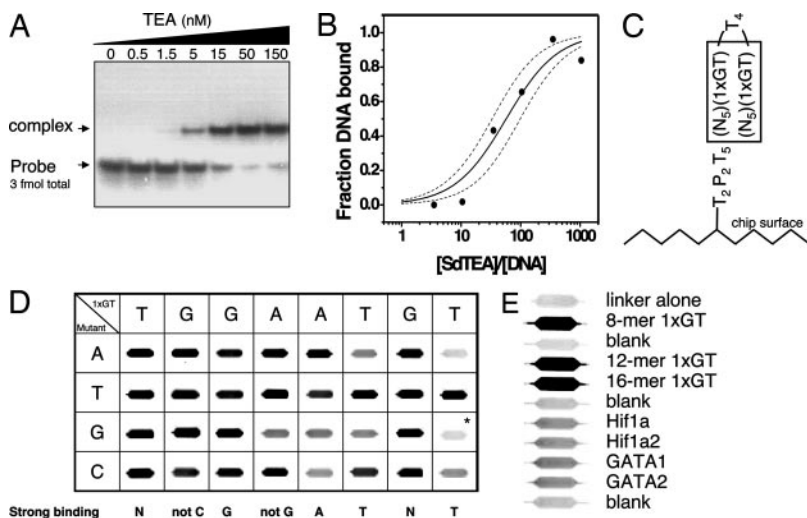 A
TEA (nM)
0 0.5 1.5 5 15 50 150
complex
Probe
3 fmol total
B
Fraction DNA bound
1.0
0.8
0.6
0.4
0.2
0.0
1 10 100 1000
[SdTEA]/[DNA]
C
T4
(N5)(1xGT)
(N5)(1xGT)
T2 P2 T5
chip surface
D
1xGT
Mutant
T G G A A T G T
A
T
G *
C
Strong binding N not C G not G A T N T
E
linker alone
8-mer 1xGT
blank
12-mer 1xGT
16-mer 1xGT
blank
Hif1a
Hif1a2
GATA1
GATA2
blank